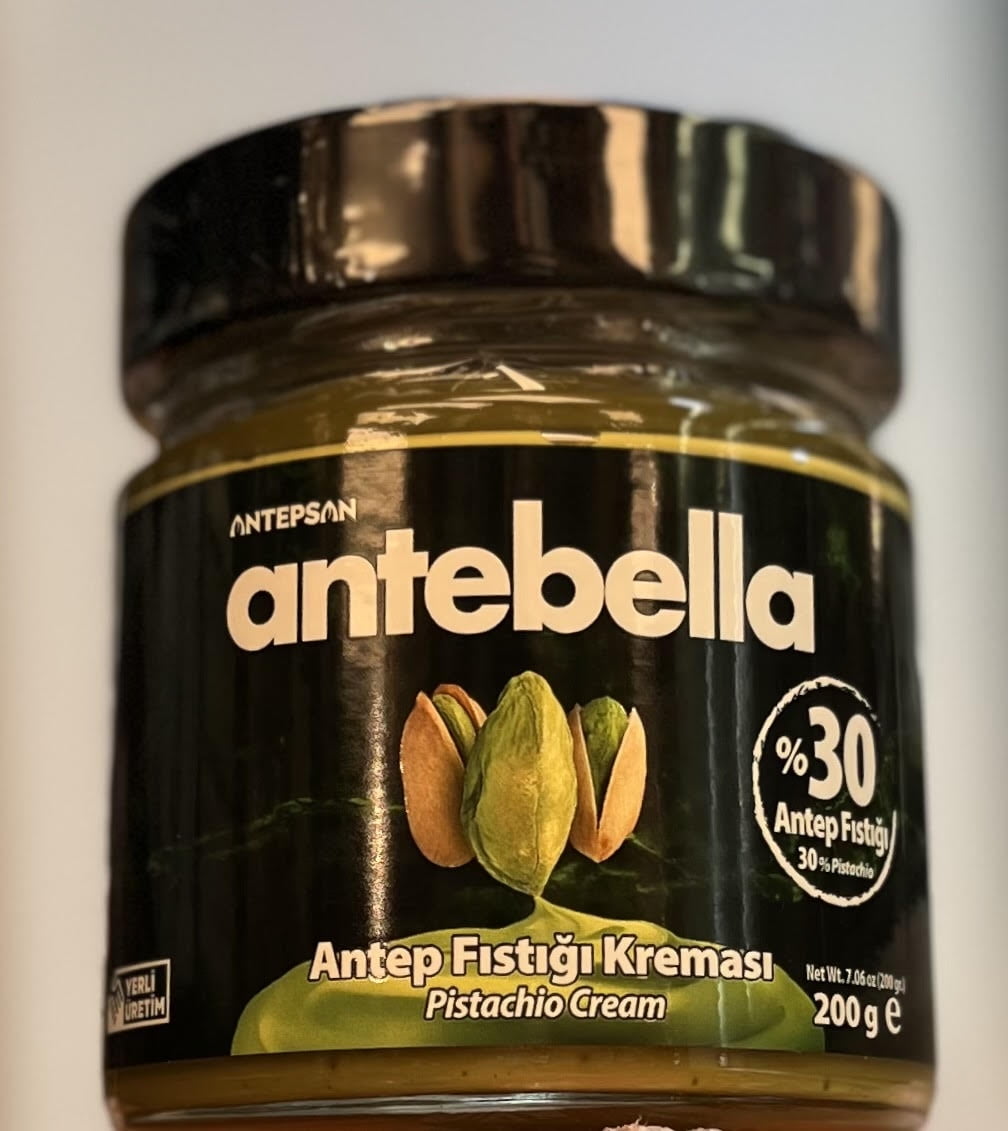 ANTEPSAN
antebella
%30
Antep Fıstığı
30% Pistachio
Antep Fıstığı Kreması
Pistachio Cream
YERLİ
ÜRETİM
Net Wt. 7.06 oz (200 gr.)
200 g e